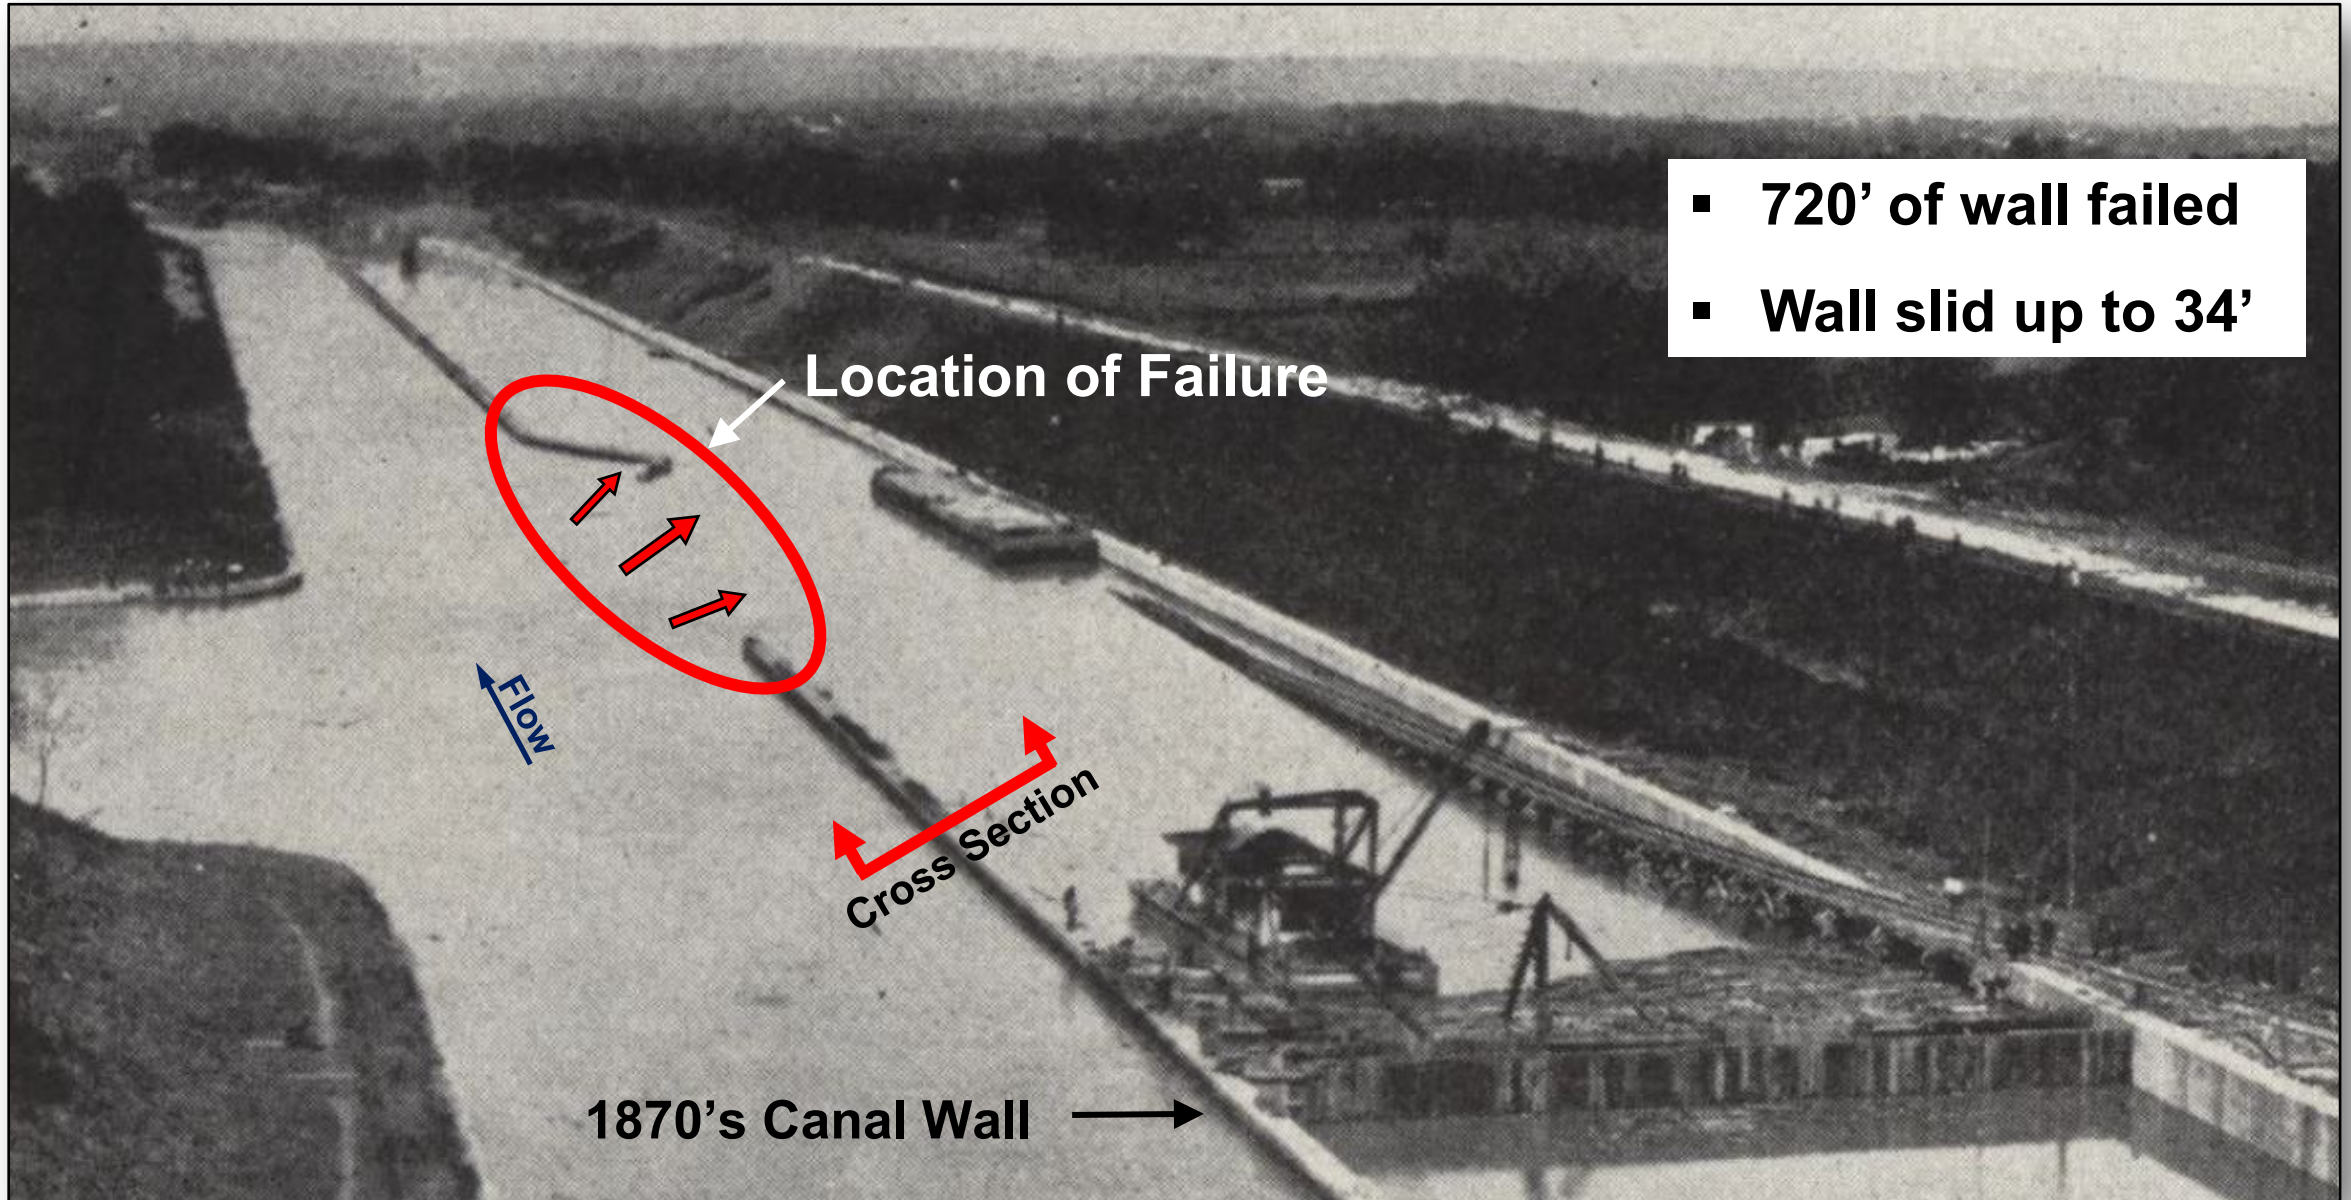 ▪ 720’ of wall failed
▪ Wall slid up to 34’
Location of Failure
Flow
Cross Section
1870’s Canal Wall